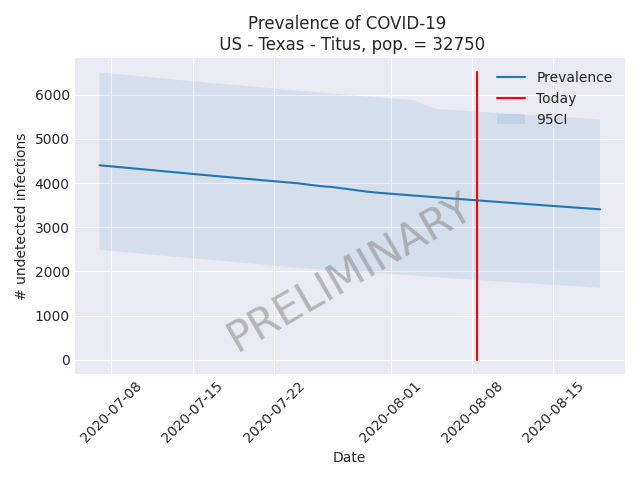 Prevalence of COVID-19
US - Texas - Titus, pop. = 32750
# undetected infections
6000
5000
4000
3000
2000
1000
0
Prevalence
Today
95CI
PRELIMINARY
2020-07-08
2020-07-15
2020-07-22
2020-08-01
2020-08-08
2020-08-15
Date